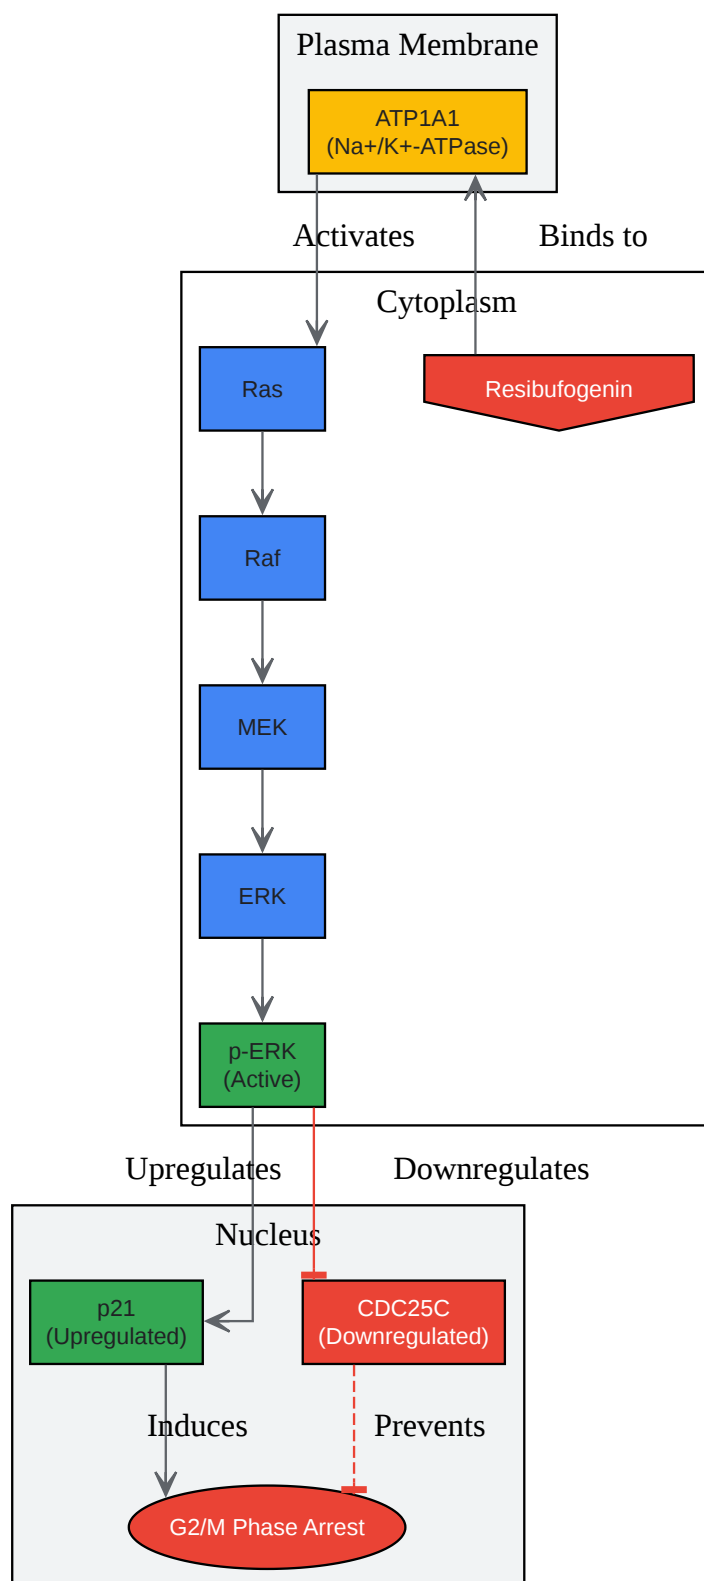 Plasma Membrane
ATP1A1
(Na+/K+-ATPase)
Activates
Binds to
Cytoplasm
Ras
Resibufogenin
Raf
MEK
ERK
p-ERK
(Active)
Upregulates
Downregulates
Nucleus
p21
(Upregulated)
CDC25C
(Downregulated)
Induces
Prevents
G2/M Phase Arrest